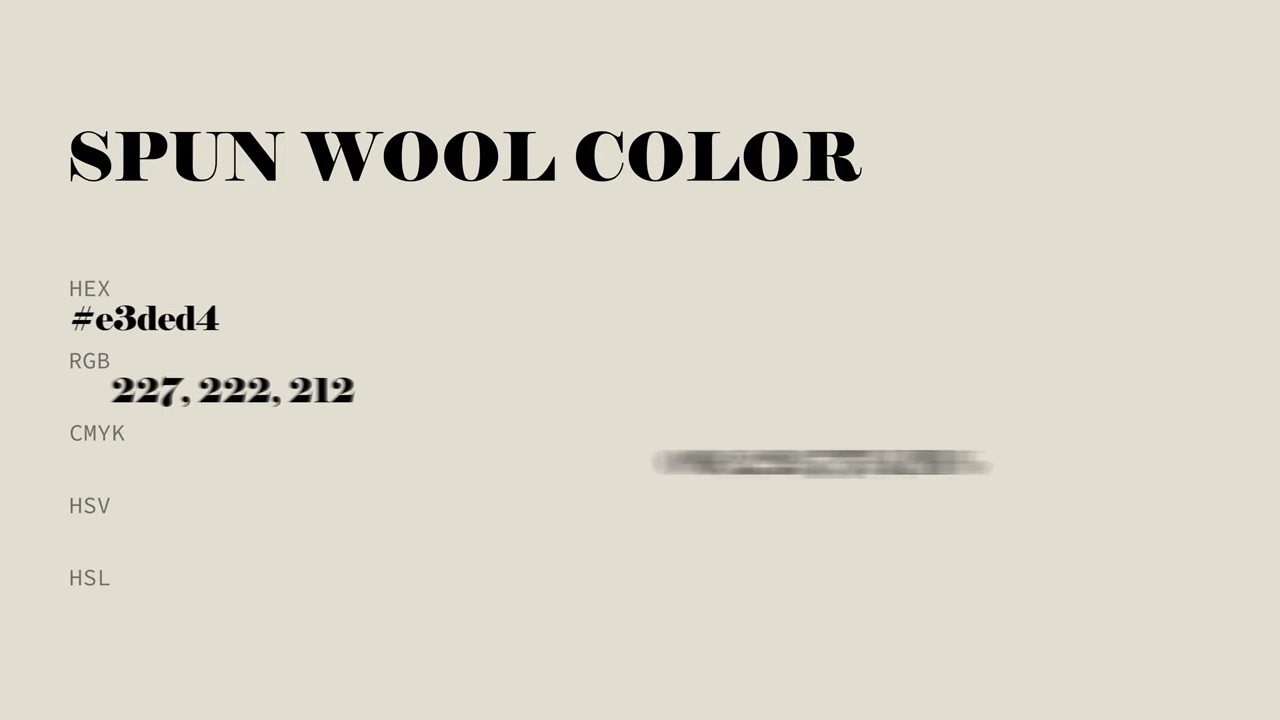 SPUN WOOL COLOR
HEX
#e3ded4
RGB
227, 222, 212
CMYK
HSV
HSL